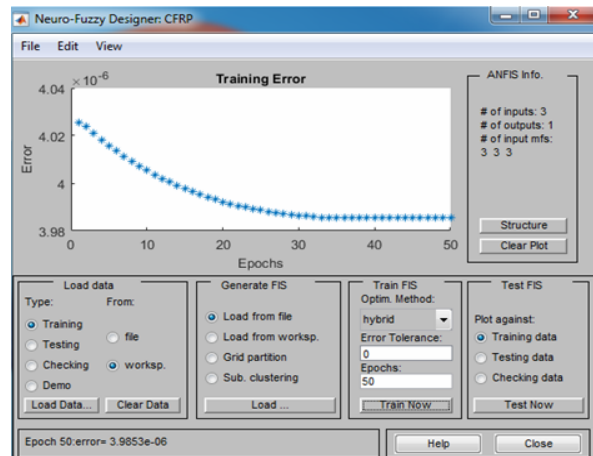 Neuro-Fuzzy Designer: CFRP
File Edit View
Training Error
× 10^-6
4.04
4.02
4
3.98
Error
0 10 20 30 40 50
Epochs
ANFIS Info.
# of inputs: 3
# of outputs: 1
# of input mfs:
3 3 3
Structure
Clear Plot
Load data
Type: From:
Training
Testing
Checking
Demo
file
worksp.
Load Data... Clear Data
Generate FIS
Load from file
Load from worksp.
Grid partition
Sub. clustering
Load ...
Train FIS
Optim. Method:
hybrid
Error Tolerance:
0
Epochs:
50
Train Now
Test FIS
Plot against:
Training data
Testing data
Checking data
Test Now
Epoch 50:error= 3.9853e-06
Help Close